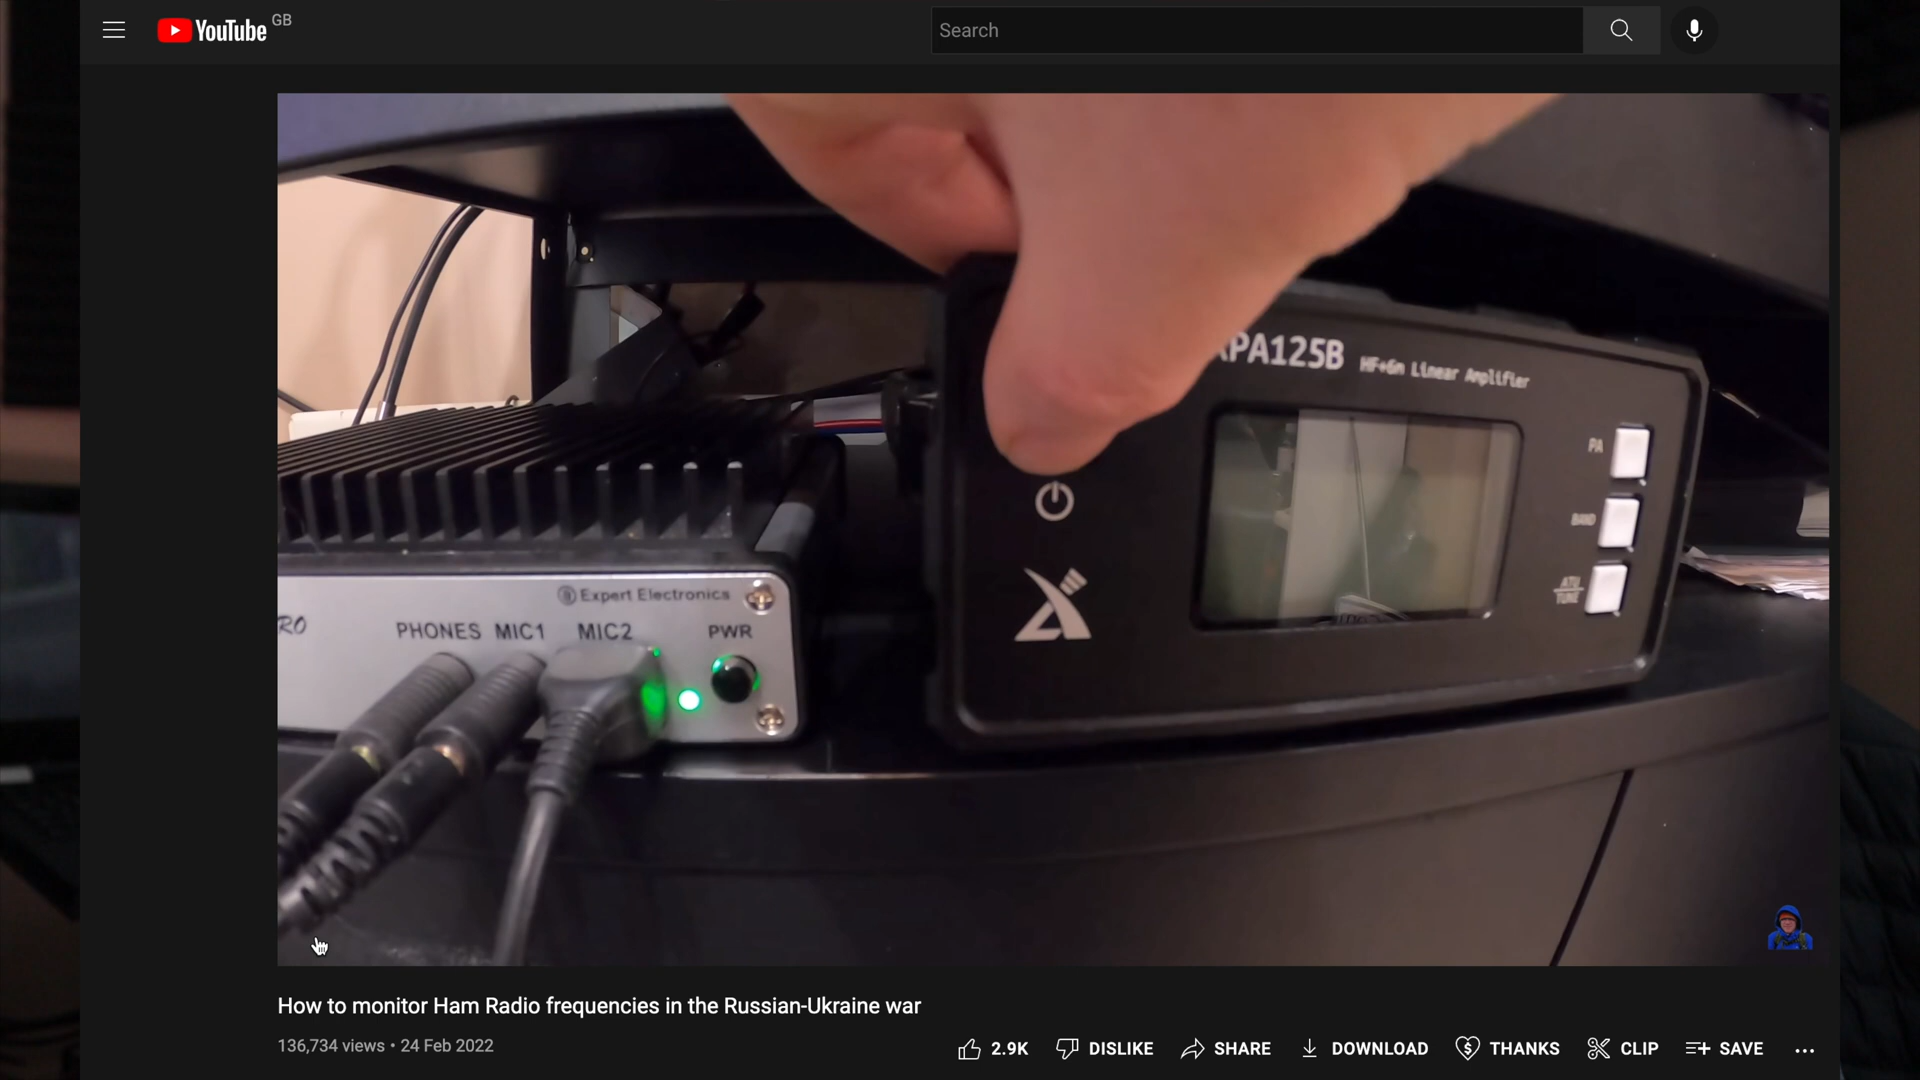 YouTube GB
Search
PA125B HF+6m Linear Amplifier
PA
BAND
ATU
TUNE
Expert Electronics
RO
PHONES MIC1 MIC2 PWR
How to monitor Ham Radio frequencies in the Russian-Ukraine war
136,734 views • 24 Feb 2022
2.9K DISLIKE SHARE DOWNLOAD THANKS CLIP SAVE